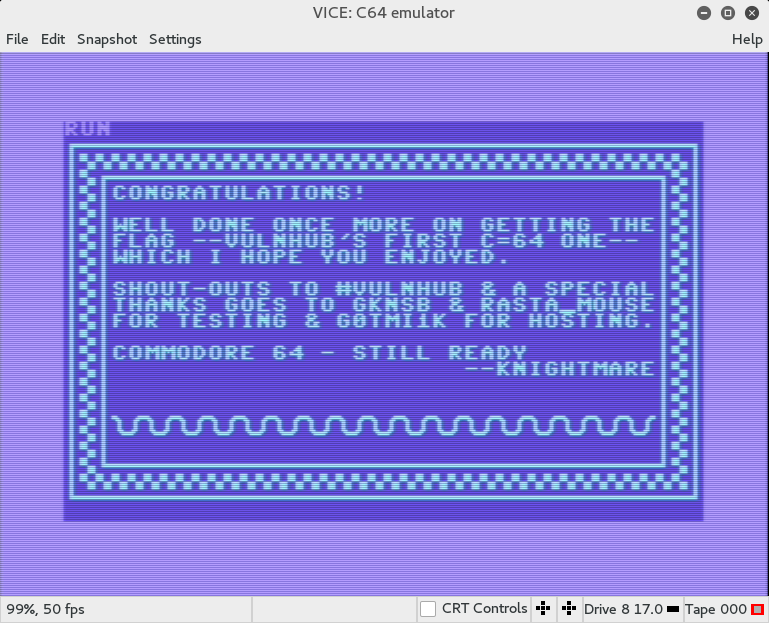 VICE: C64 emulator
File Edit Snapshot Settings Help
RUN
CONGRATULATIONS!
WELL DONE ONCE MORE ON GETTING THE
FLAG --VULNHUB'S FIRST C=64 ONE--
WHICH I HOPE YOU ENJOYED.
SHOUT-OUTS TO #VULNHUB & A SPECIAL
THANKS GOES TO GKNSB & RASTA_MOUSE
FOR TESTING & G0TMI1K FOR HOSTING.
COMMODORE 64 - STILL READY
--KNIGHTMARE
99%, 50 fps CRT Controls Drive 8 17.0 Tape 000